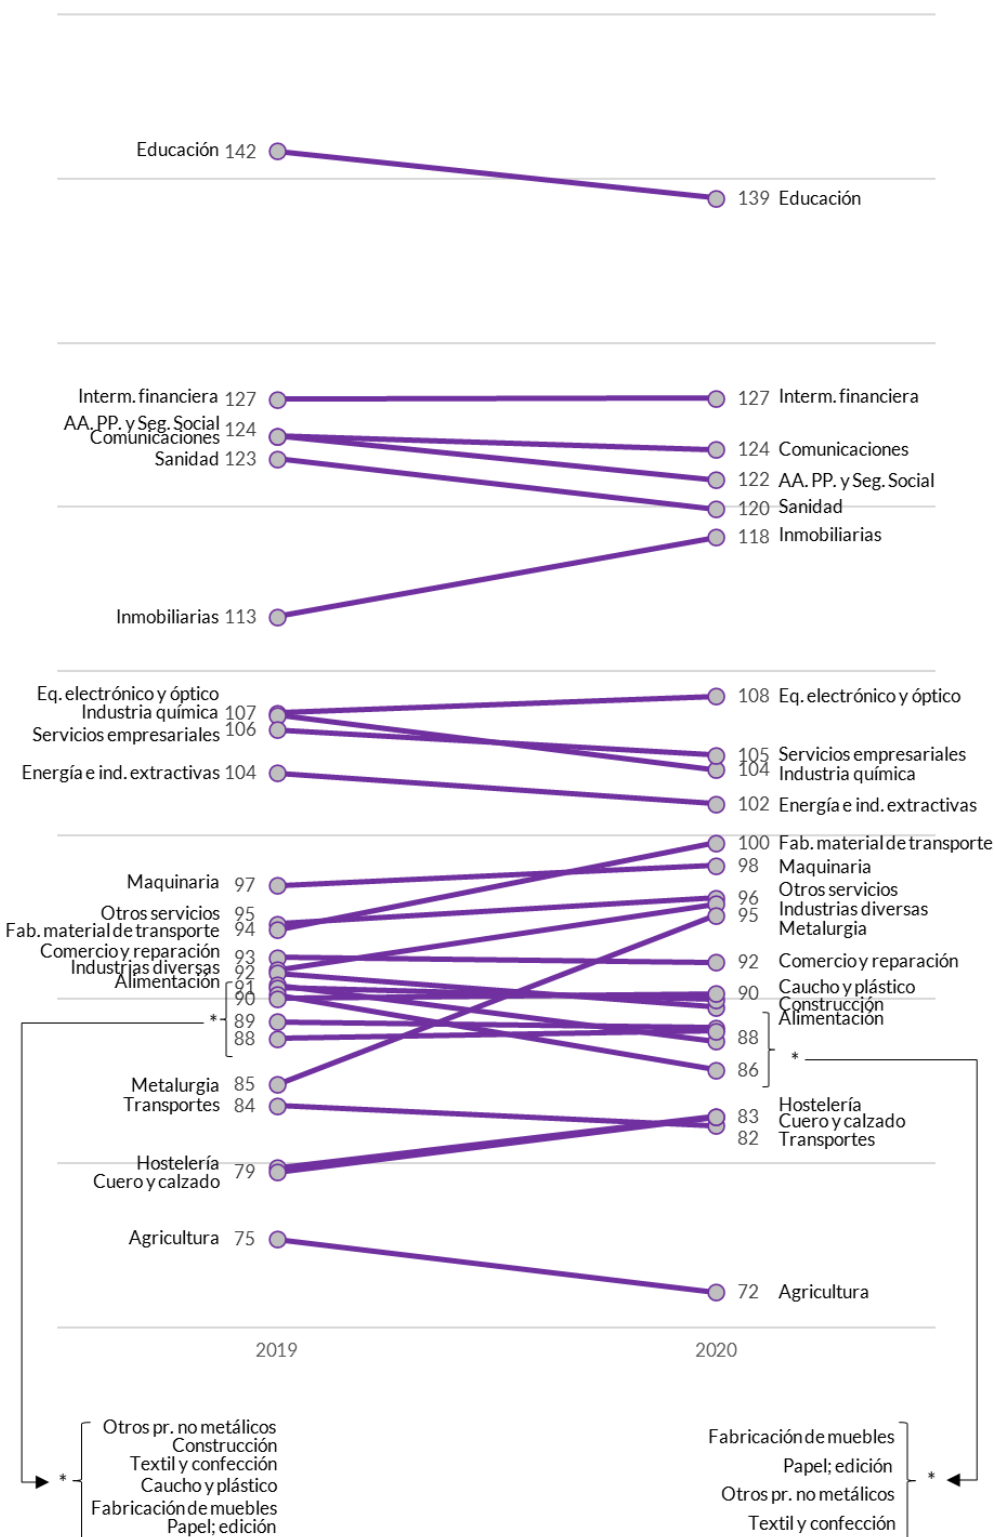 Educación 142
139 Educación
Interm. financiera 127
127 Interm. financiera
AA. PP. y Seg. Social
Comunicaciones 124
124 Comunicaciones
Sanidad 123
122 AA. PP. y Seg. Social
120 Sanidad
118 Inmobiliarias
Inmobiliarias 113
Eq. electrónico y óptico
108 Eq. electrónico y óptico
Industria química 107
Servicios empresariales 106
105 Servicios empresariales
104 Industria química
Energía e ind. extractivas 104
102 Energía e ind. extractivas
100 Fab. material de transporte
98 Maquinaria
Maquinaria 97
96 Otros servicios
Otros servicios 95
Industrias diversas
95 Metalurgia
Fab. material de transporte 94
Comercio y reparación 93
92 Comercio y reparación
Industrias diversas 92
Alimentación 91
90 Caucho y plástico
90
Construcción
Alimentación
* 89
88
88
*
86
Metalurgia 85
Transportes 84
Hostelería
83 Cuero y calzado
82 Transportes
Hostelería
79
Cuero y calzado
Agricultura 75
72 Agricultura
2019 2020
Otros pr. no metálicos
Construcción
Textil y confección
* Caucho y plástico
Fabricación de muebles
Papel; edición
Fabricación de muebles
Papel; edición *
Otros pr. no metálicos
Textil y confección